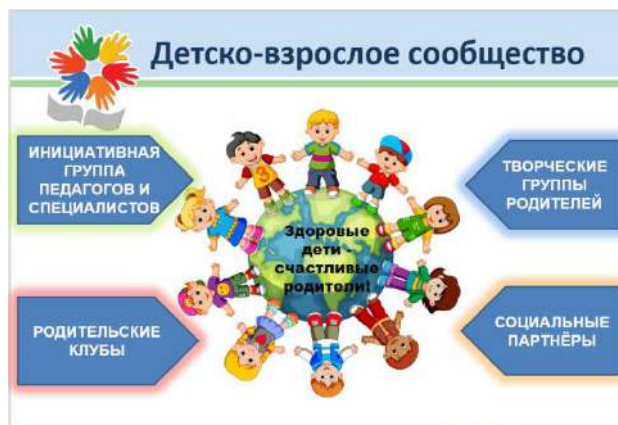 Детско-взрослое сообщество
ИНИЦИАТИВНАЯ
ГРУППА
ПЕДАГОГОВ И
СПЕЦИАЛИСТОВ
ТВОРЧЕСКИЕ
ГРУППЫ
РОДИТЕЛЕЙ
Здоровые
дети -
счастливые
родители!
РОДИТЕЛЬСКИЕ
КЛУБЫ
СОЦИАЛЬНЫЕ
ПАРТНЁРЫ